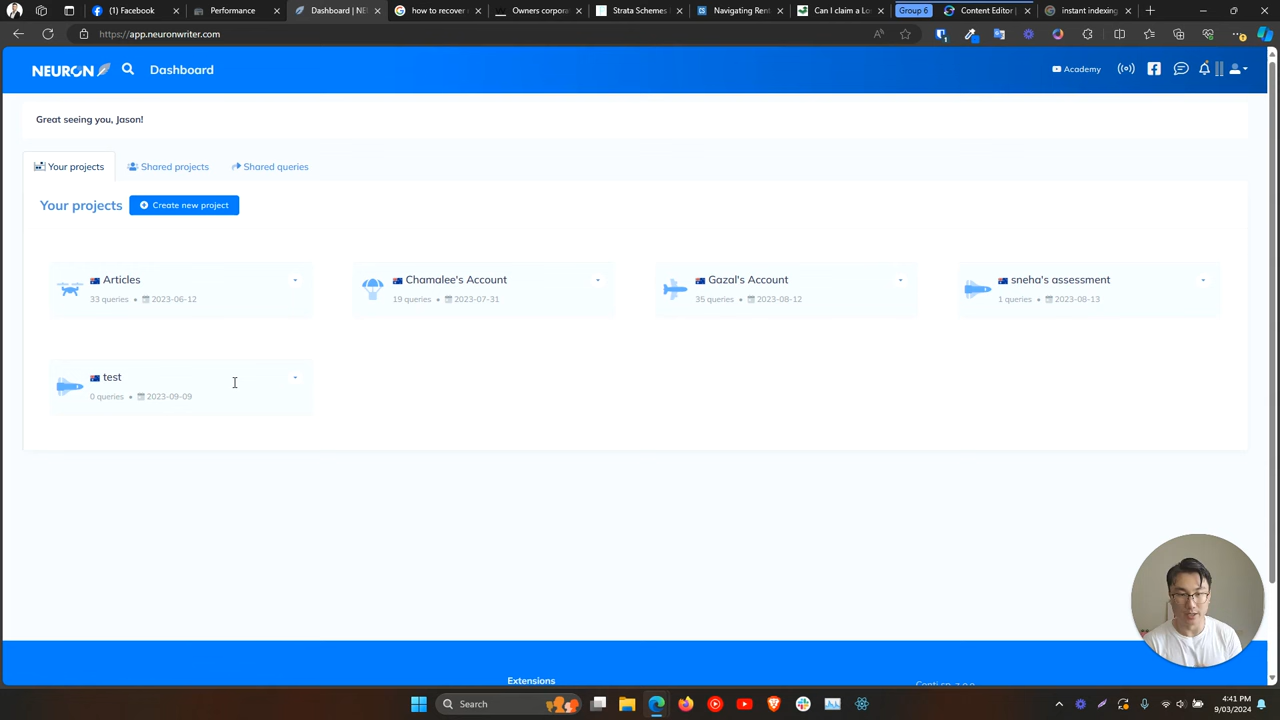 (1) Facebook
Performance
Dashboard | NE
how to recover
Owners corpora
Strata Schemes
Navigating Rent
Can I claim a Lo
Group 6
Content Editor
instant indexing
https://app.neuronwriter.com
NEURON
Dashboard
Academy
Great seeing you, Jason!
Your projects
Shared projects
Shared queries
Your projects
Create new project
Articles
33 queries • 2023-06-12
Chamalee's Account
19 queries • 2023-07-31
Gazal's Account
35 queries • 2023-08-12
sneha's assessment
1 queries • 2023-08-13
test
0 queries • 2023-09-09
Extensions
Search
4:41 PM
9/03/2024